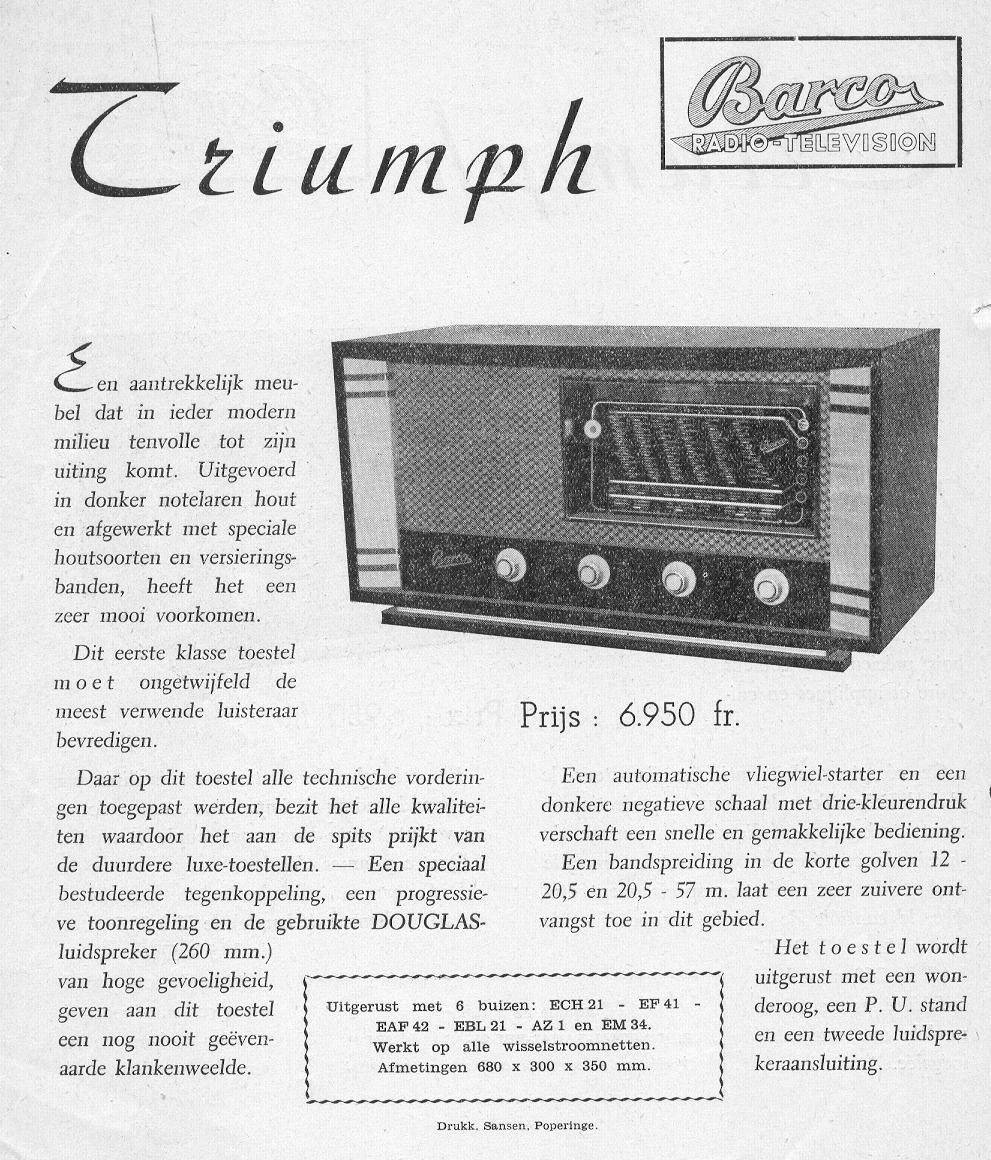 Triumph
Barco
RADIO-TELEVISION
Een aantrekkelijk meu-
bel dat in ieder modern
milieu tenvolle tot zijn
uiting komt. Uitgevoerd
in donker notelaren hout
en afgewerkt met speciale
houtsoorten en versierings-
banden, heeft het een
zeer mooi voorkomen.
Dit eerste klasse toestel
moet ongetwijfeld de
meest verwende luisteraar
bevredigen.
Barco
Prijs : 6.950 fr.
Daar op dit toestel alle technische vorderin-
gen toegepast werden, bezit het alle kwalitei-
ten waardoor het aan de spits prijkt van
de duurdere luxe-toestellen. — Een speciaal
bestudeerde tegenkoppeling, een progressie-
ve toonregeling en de gebruikte DOUGLAS-
luidspreker (260 mm.)
van hoge gevoeligheid,
geven aan dit toestel
een nog nooit geëven-
aarde klankenweelde.
Een automatische vliegwiel-starter en een
donkere negatieve schaal met drie-kleurendruk
verschaft een snelle en gemakkelijke bediening.
Een bandspreiding in de korte golven 12 -
20,5 en 20,5 - 57 m. laat een zeer zuivere ont-
vangst toe in dit gebied.
Het toestel wordt
uitgerust met een won-
deroog, een P. U. stand
en een tweede luidspre-
keraansluiting.
Uitgerust met 6 buizen: ECH 21 - EF 41 -
EAF 42 - EBL 21 - AZ 1 en EM 34.
Werkt op alle wisselstroomnetten.
Afmetingen 680 x 300 x 350 mm.
Drukk. Sansen, Poperinge.